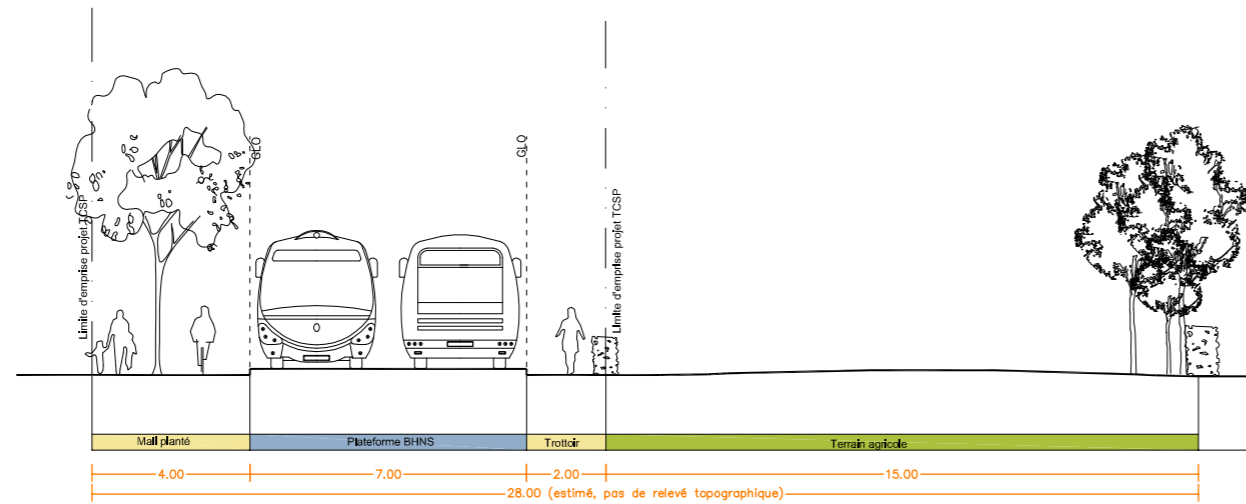 Limite d'emprise projet TCSP
GLO
GLO
Limite d'emprise projet TCSP
Mail planté
Plateforme BHNS
Trottoir
Terrain agricole
4.00
7.00
2.00
15.00
28.00 (estimé, pas de relevé topographique)